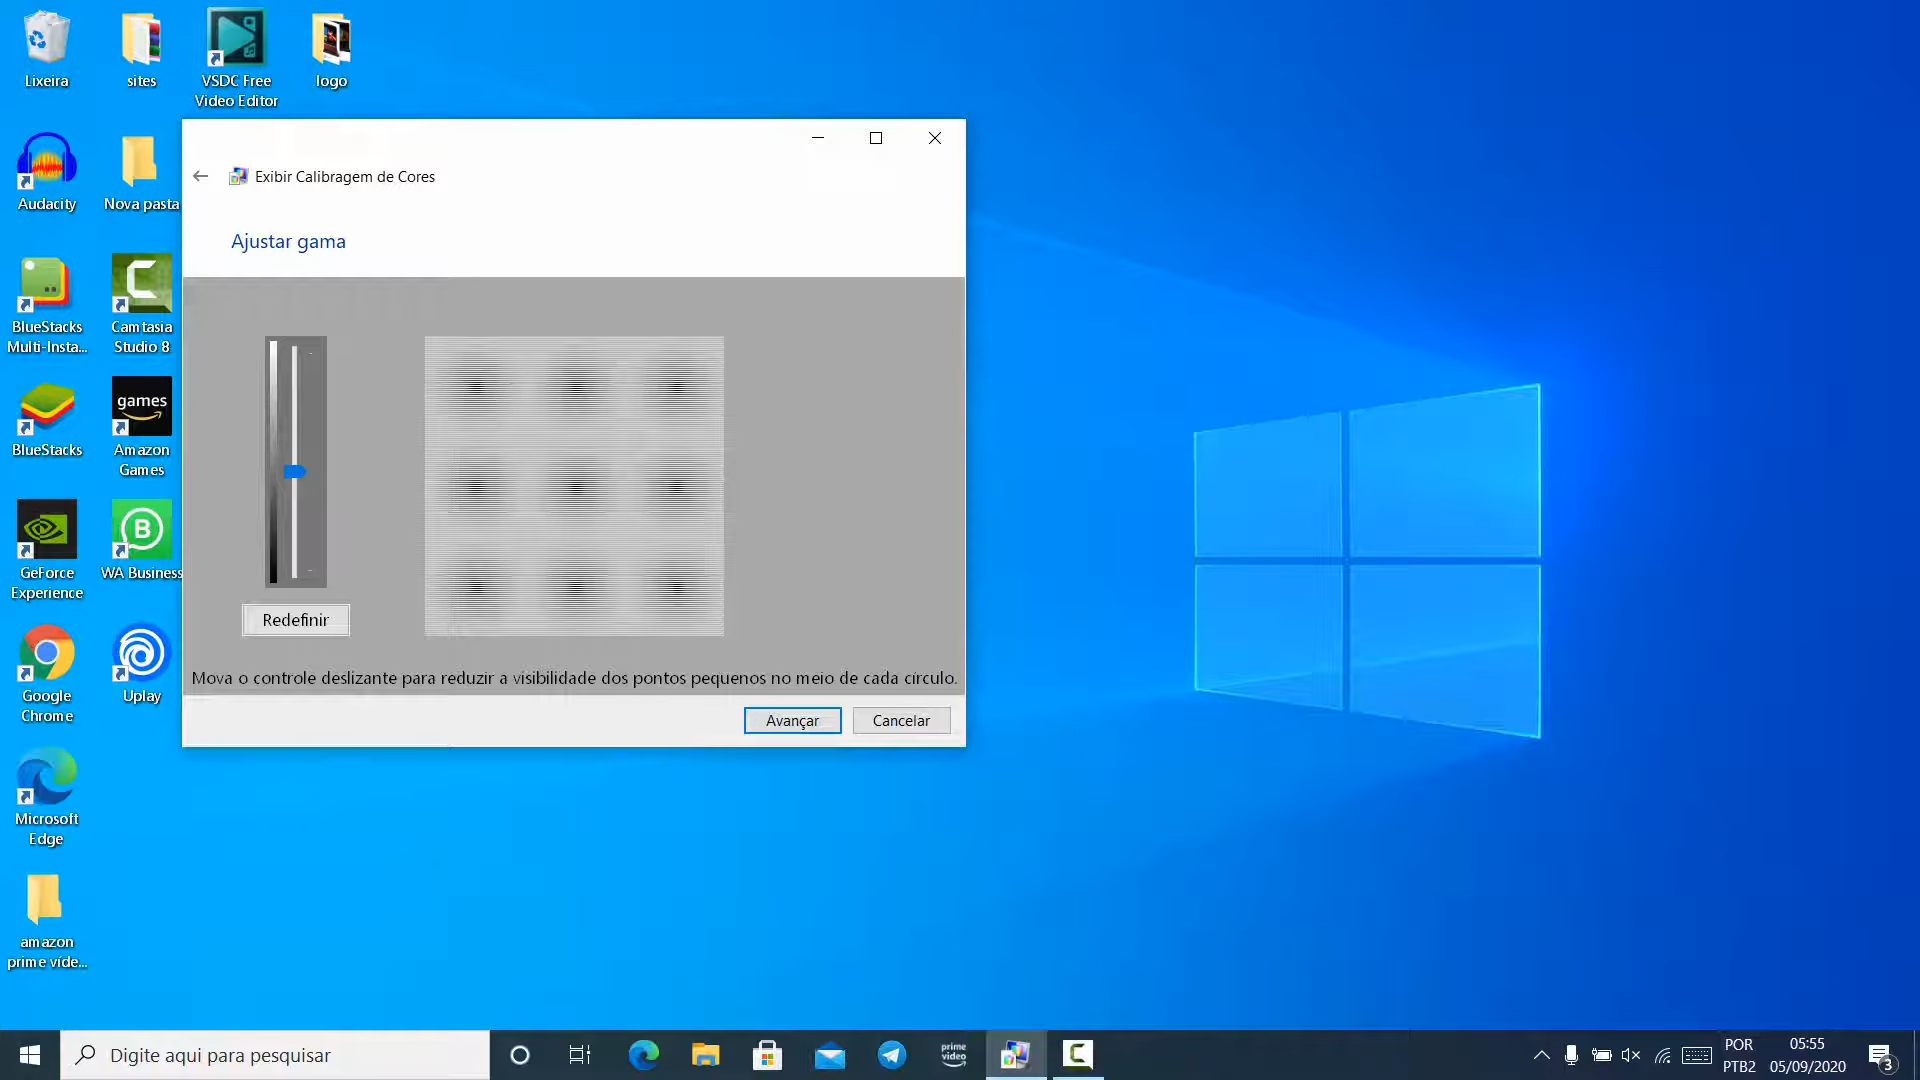 Lixeira
sites
VSDC Free
Video Editor
logo
Audacity
Nova pasta
BlueStacks
Multi-Insta...
Camtasia
Studio 8
BlueStacks
games
Amazon
Games
GeForce
Experience
WA Business
Google
Chrome
Uplay
Microsoft
Edge
amazon
prime víde...
Exibir Calibragem de Cores
Ajustar gama
Redefinir
Mova o controle deslizante para reduzir a visibilidade dos pontos pequenos no meio de cada círculo.
Avançar
Cancelar
Digite aqui para pesquisar
prime
video
POR
PTB2
05:55
05/09/2020
3